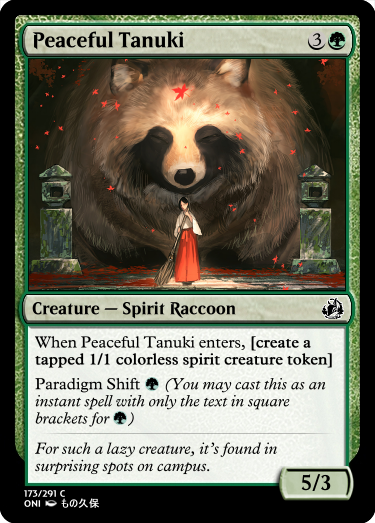 Peaceful Tanuki 3
Creature — Spirit Raccoon
When Peaceful Tanuki enters, [create a
tapped 1/1 colorless spirit creature token]
Paradigm Shift (You may cast this as an
instant spell with only the text in square
brackets for )
For such a lazy creature, it's found in
surprising spots on campus.
5/3
173/291 C
ONI もの久保